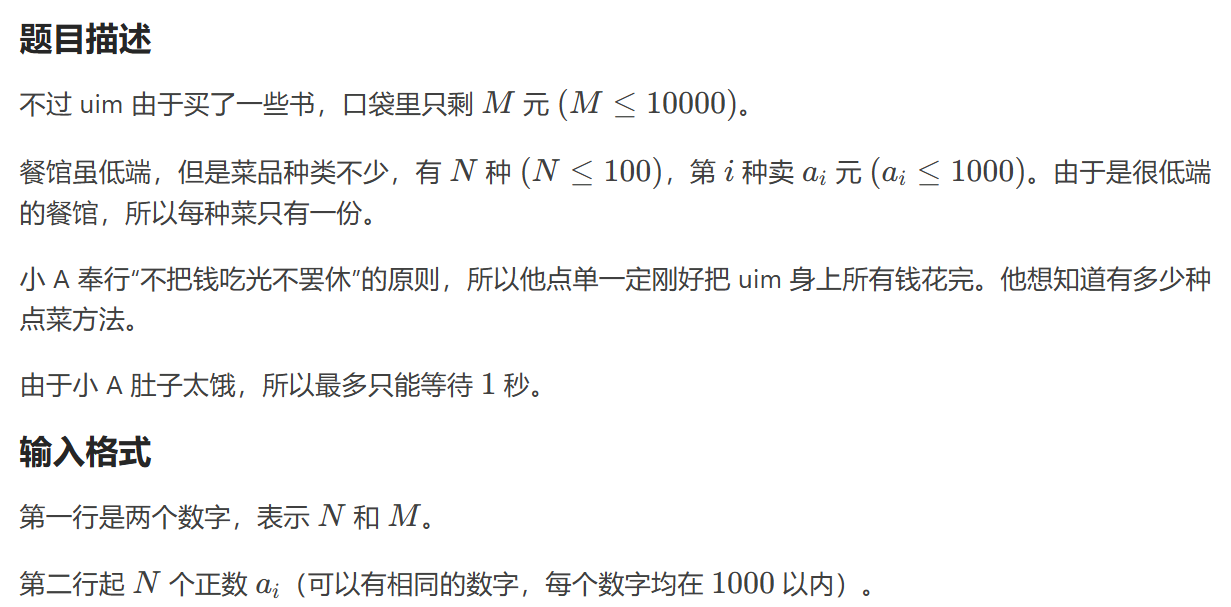 题目描述
不过 uim 由于买了一些书，口袋里只剩 M 元 (M ≤ 10000)。
餐馆虽低端，但是菜品种类不少，有 N 种 (N ≤ 100)，第 i 种卖 aᵢ 元 (aᵢ ≤ 1000)。由于是很低端
的餐馆，所以每种菜只有一份。
小 A 奉行“不把钱吃光不罢休”的原则，所以他点单一定刚好把 uim 身上所有钱花完。他想知道有多少种
点菜方法。
由于小 A 肚子太饿，所以最多只能等待 1 秒。
输入格式
第一行是两个数字，表示 N 和 M。
第二行起 N 个正数 aᵢ（可以有相同的数字，每个数字均在 1000 以内）。